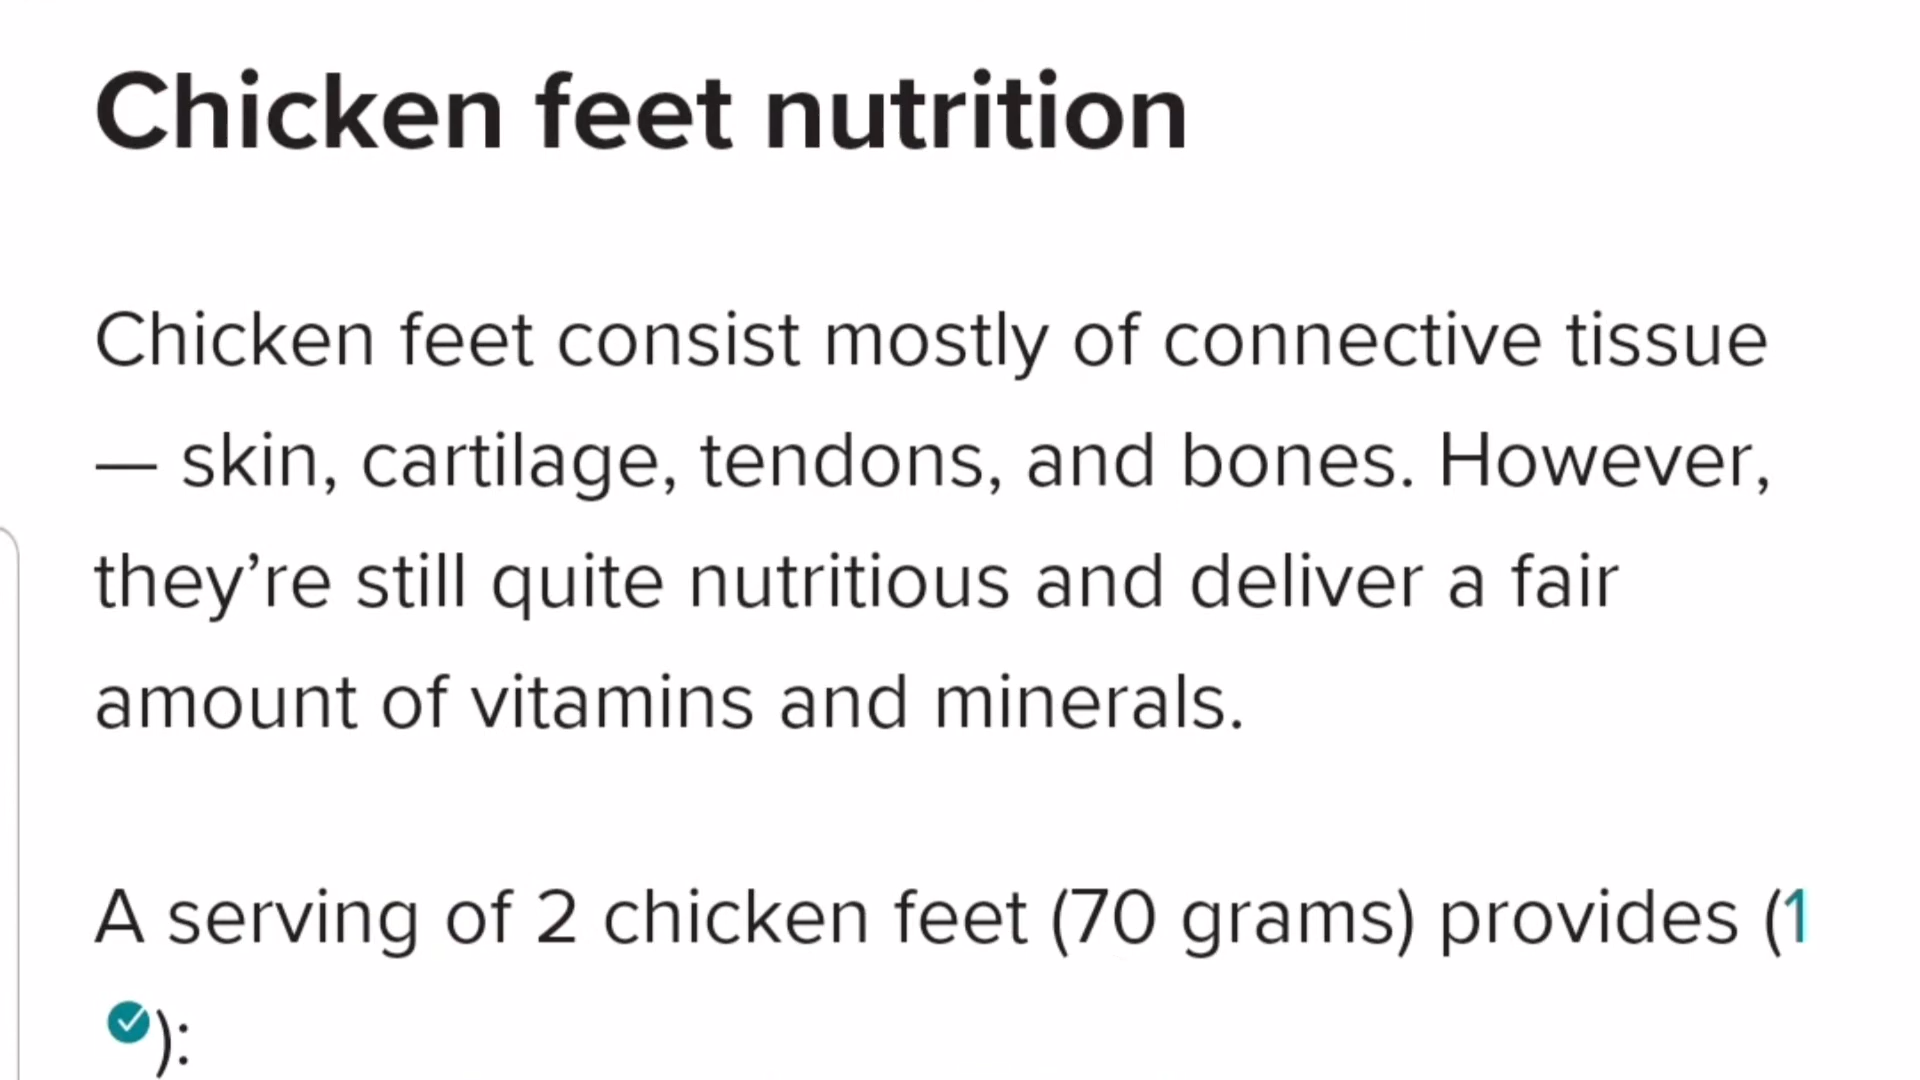 Chicken feet nutrition
Chicken feet consist mostly of connective tissue
— skin, cartilage, tendons, and bones. However,
they’re still quite nutritious and deliver a fair
amount of vitamins and minerals.
A serving of 2 chicken feet (70 grams) provides (1
):